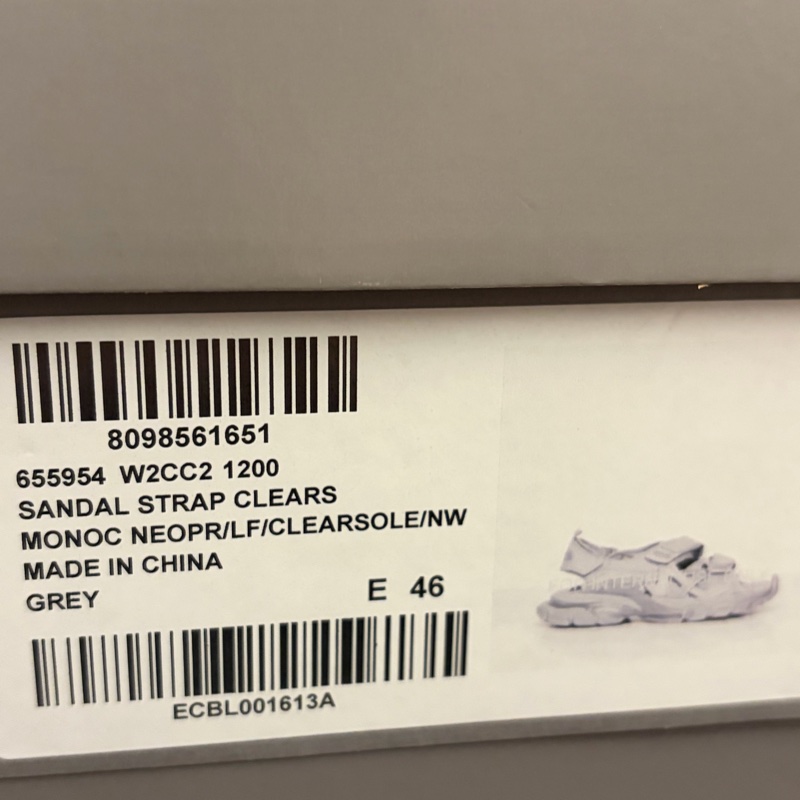 8098561651
655954 W2CC2 1200
SANDAL STRAP CLEARS
MONOC NEOPR/LF/CLEARSOLE/NW
MADE IN CHINA
GREY E 46
ECBL001613A